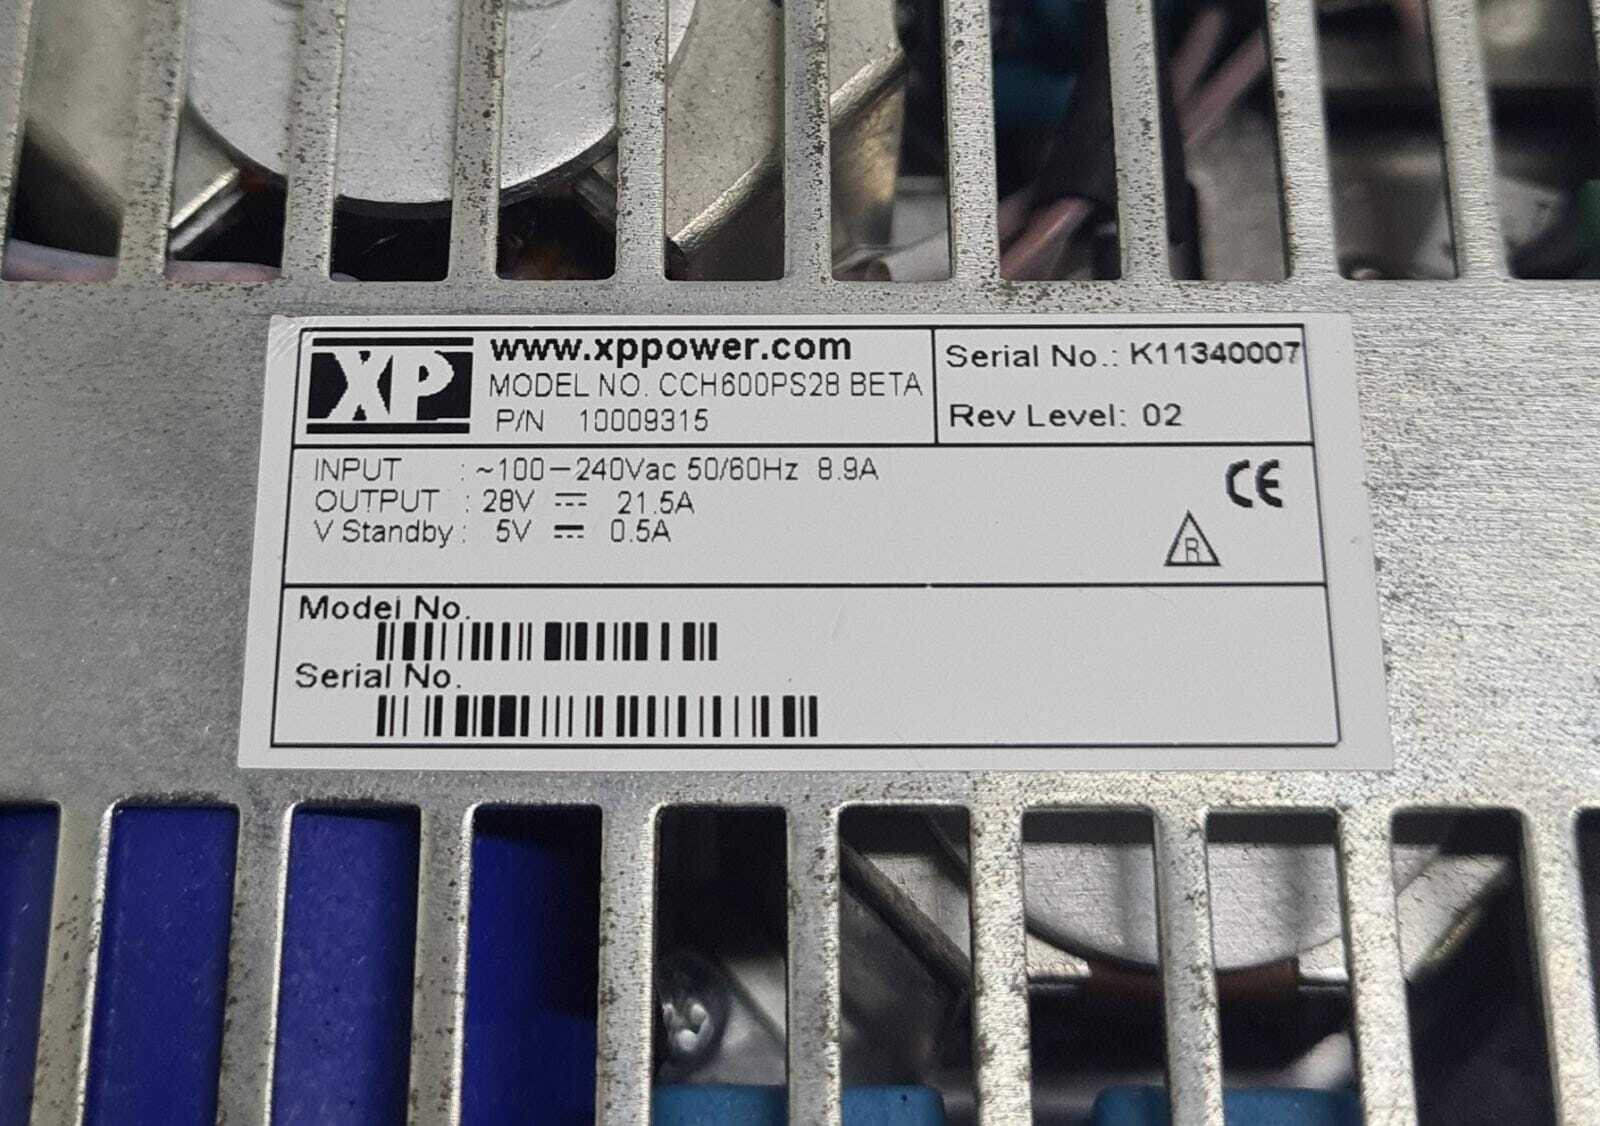 XP
www.xppower.com
MODEL NO. CCH600PS28 BETA
P/N 10009315
Serial No.: K11340007
Rev Level: 02
INPUT : ~100-240Vac 50/60Hz 8.9A
OUTPUT : 28V ⎓ 21.5A
V Standby : 5V ⎓ 0.5A
CE
R
Model No.
Serial No.